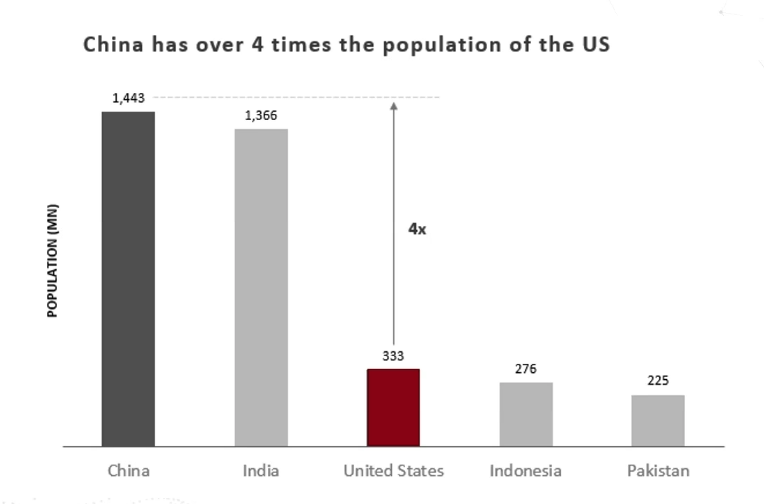 China has over 4 times the population of the US
1,443
1,366
POPULATION (MN)
4x
333
276
225
China
India
United States
Indonesia
Pakistan